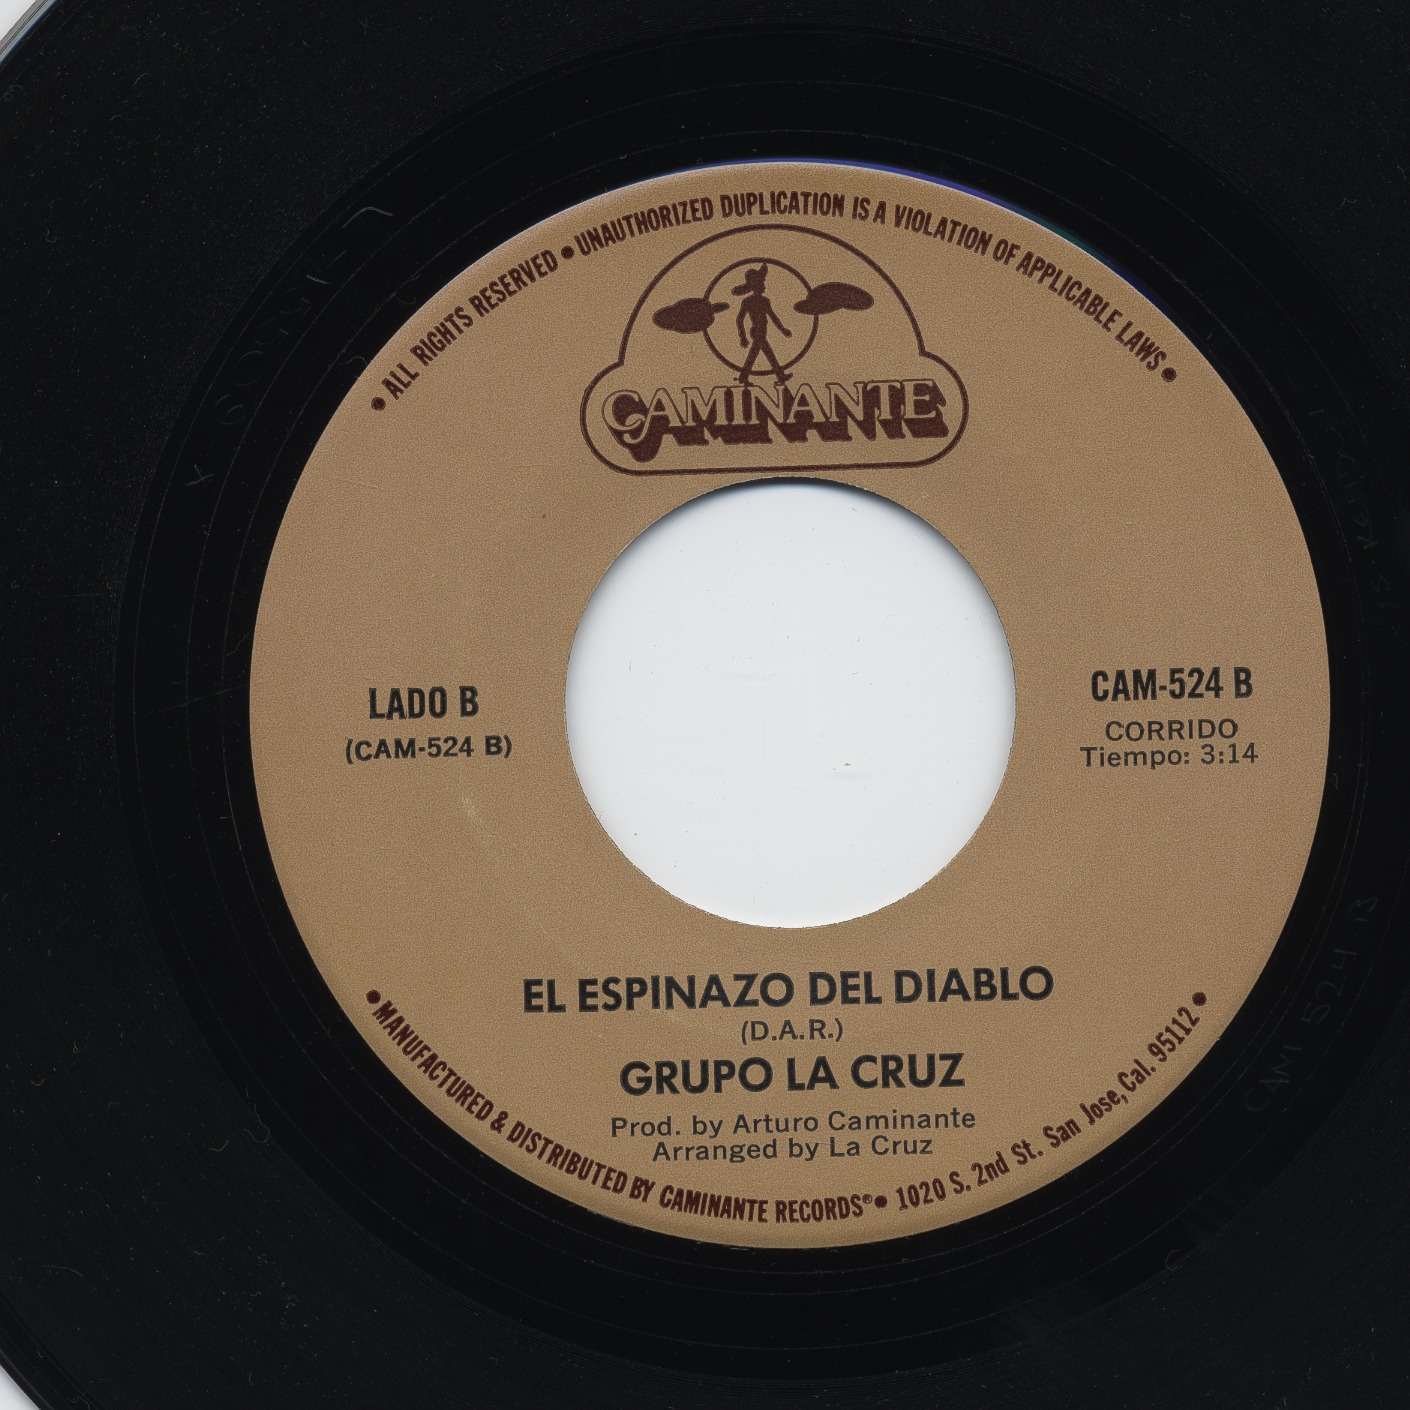 • ALL RIGHTS RESERVED • UNAUTHORIZED DUPLICATION IS A VIOLATION OF APPLICABLE LAWS •
CAMINANTE
LADO B
(CAM-524 B)
CAM-524 B
CORRIDO
Tiempo: 3:14
EL ESPINAZO DEL DIABLO
(D.A.R.)
GRUPO LA CRUZ
Prod. by Arturo Caminante
Arranged by La Cruz
• MANUFACTURED & DISTRIBUTED BY CAMINANTE RECORDS® • 1020 S. 2nd St. San Jose, Cal. 95112 •
CAM 524